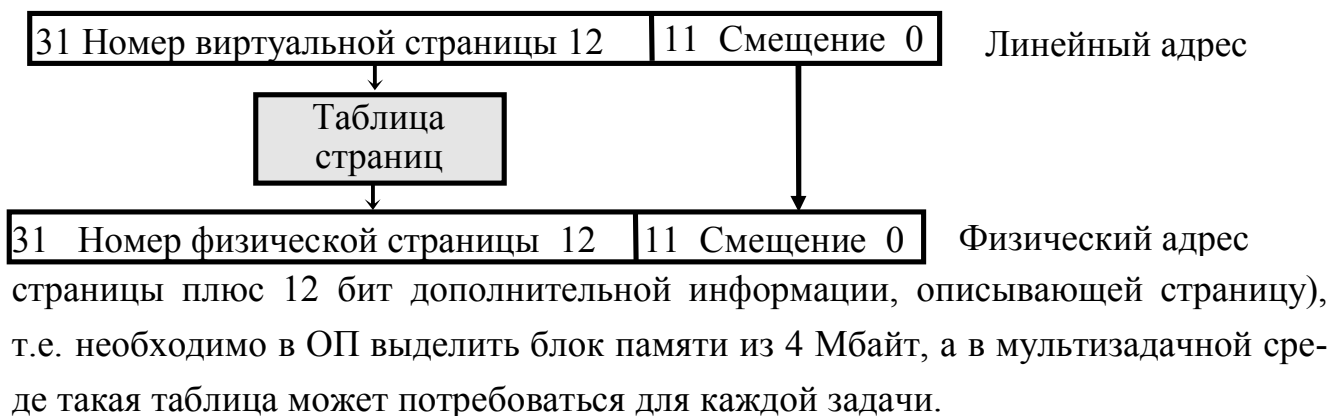 31 Номер виртуальной страницы 12 11 Смещение 0 Линейный адрес
Таблица
страниц
31 Номер физической страницы 12 11 Смещение 0 Физический адрес
страницы плюс 12 бит дополнительной информации, описывающей страницу),
т.е. необходимо в ОП выделить блок памяти из 4 Мбайт, а в мультизадачной сре-
де такая таблица может потребоваться для каждой задачи.